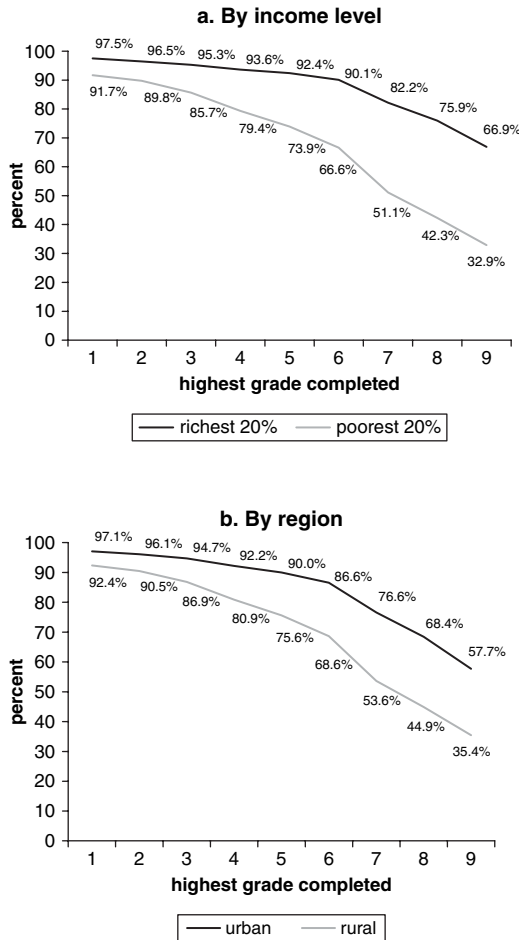 a. By income level
100
90
80
70
60
50
40
30
20
10
0
percent
97.5% 96.5% 95.3% 93.6% 92.4% 90.1% 82.2% 75.9% 66.9%
91.7% 89.8% 85.7% 79.4% 73.9% 66.6% 51.1% 42.3% 32.9%
1 2 3 4 5 6 7 8 9
highest grade completed
richest 20% poorest 20%
b. By region
100
90
80
70
60
50
40
30
20
10
0
percent
97.1% 96.1% 94.7% 92.2% 90.0% 86.6% 76.6% 68.4% 57.7%
92.4% 90.5% 86.9% 80.9% 75.6% 68.6% 53.6% 44.9% 35.4%
1 2 3 4 5 6 7 8 9
highest grade completed
urban rural